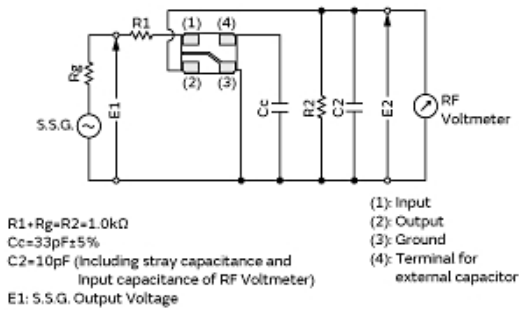 R1
(1)
(4)
Rg
(2)
(3)
RF
Voltmeter
S.S.G.
E1
Cc
R2
C2
E2
(1): Input
(2): Output
(3): Ground
(4): Terminal for
external capacitor
R1+Rg=R2=1.0kΩ
Cc=33pF±5%
C2=10pF (Including stray capacitance and
Input capacitance of RF Voltmeter)
E1: S.S.G. Output Voltage